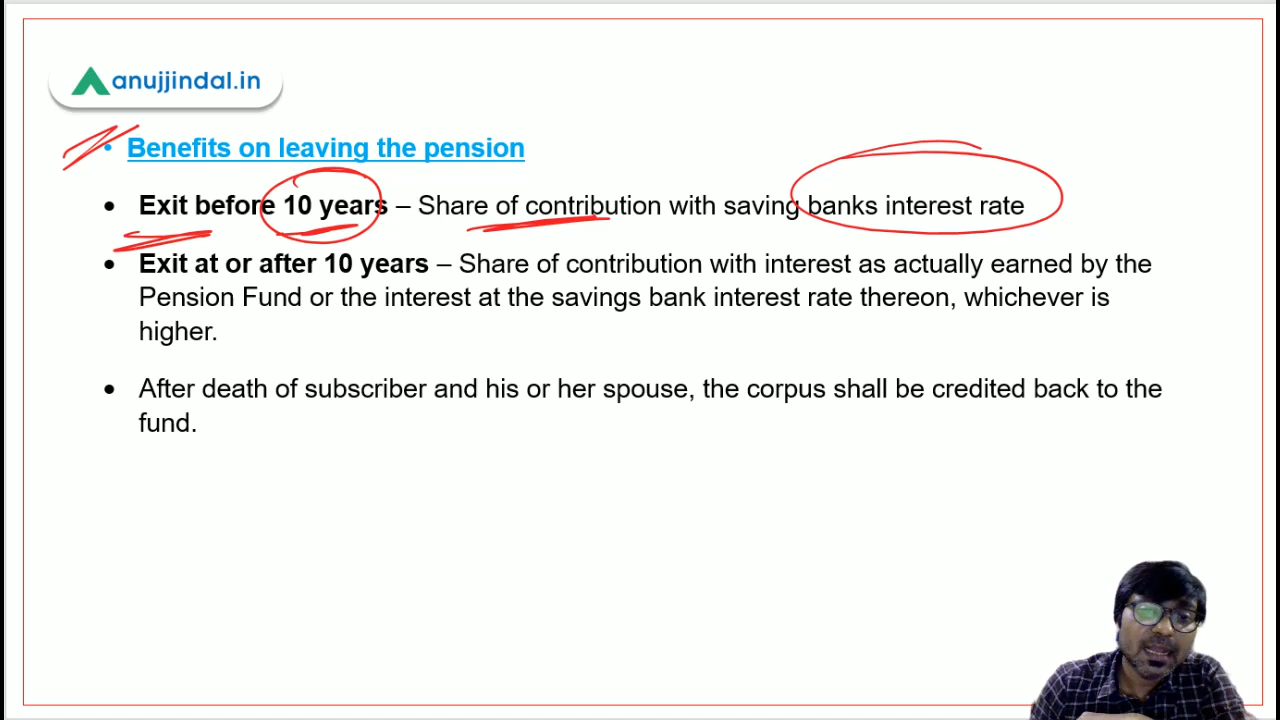 anujjindal.in
• Benefits on leaving the pension
• Exit before 10 years – Share of contribution with saving banks interest rate
• Exit at or after 10 years – Share of contribution with interest as actually earned by the
Pension Fund or the interest at the savings bank interest rate thereon, whichever is
higher.
• After death of subscriber and his or her spouse, the corpus shall be credited back to the
fund.